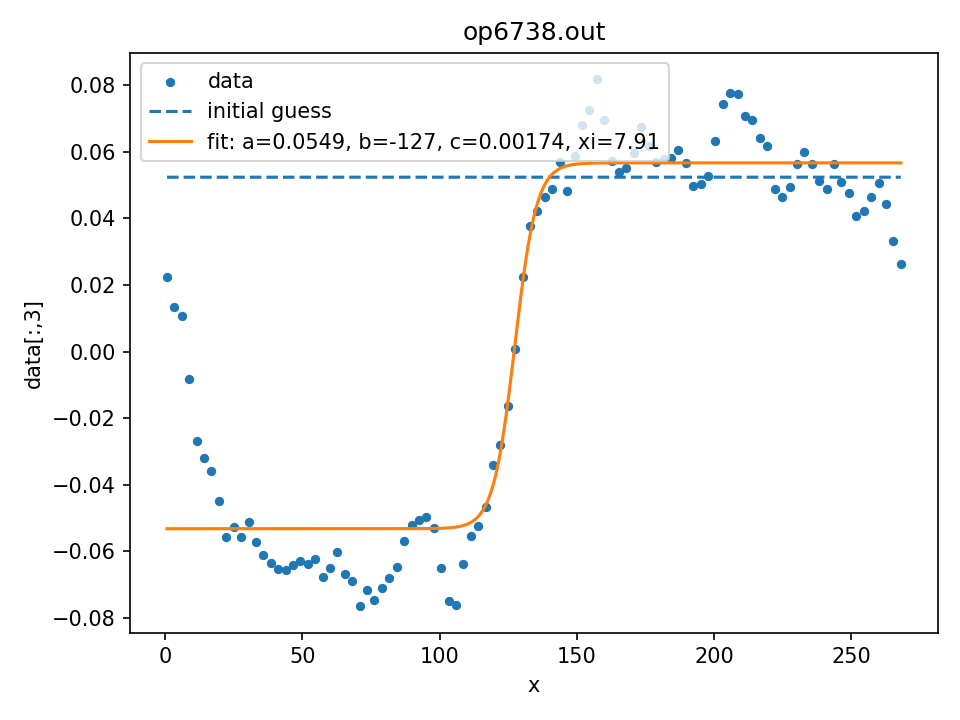 op6738.out
data
initial guess
fit: a=0.0549, b=-127, c=0.00174, xi=7.91
0.08
0.06
0.04
0.02
0.00
−0.02
−0.04
−0.06
−0.08
data[:,3]
0 50 100 150 200 250
x